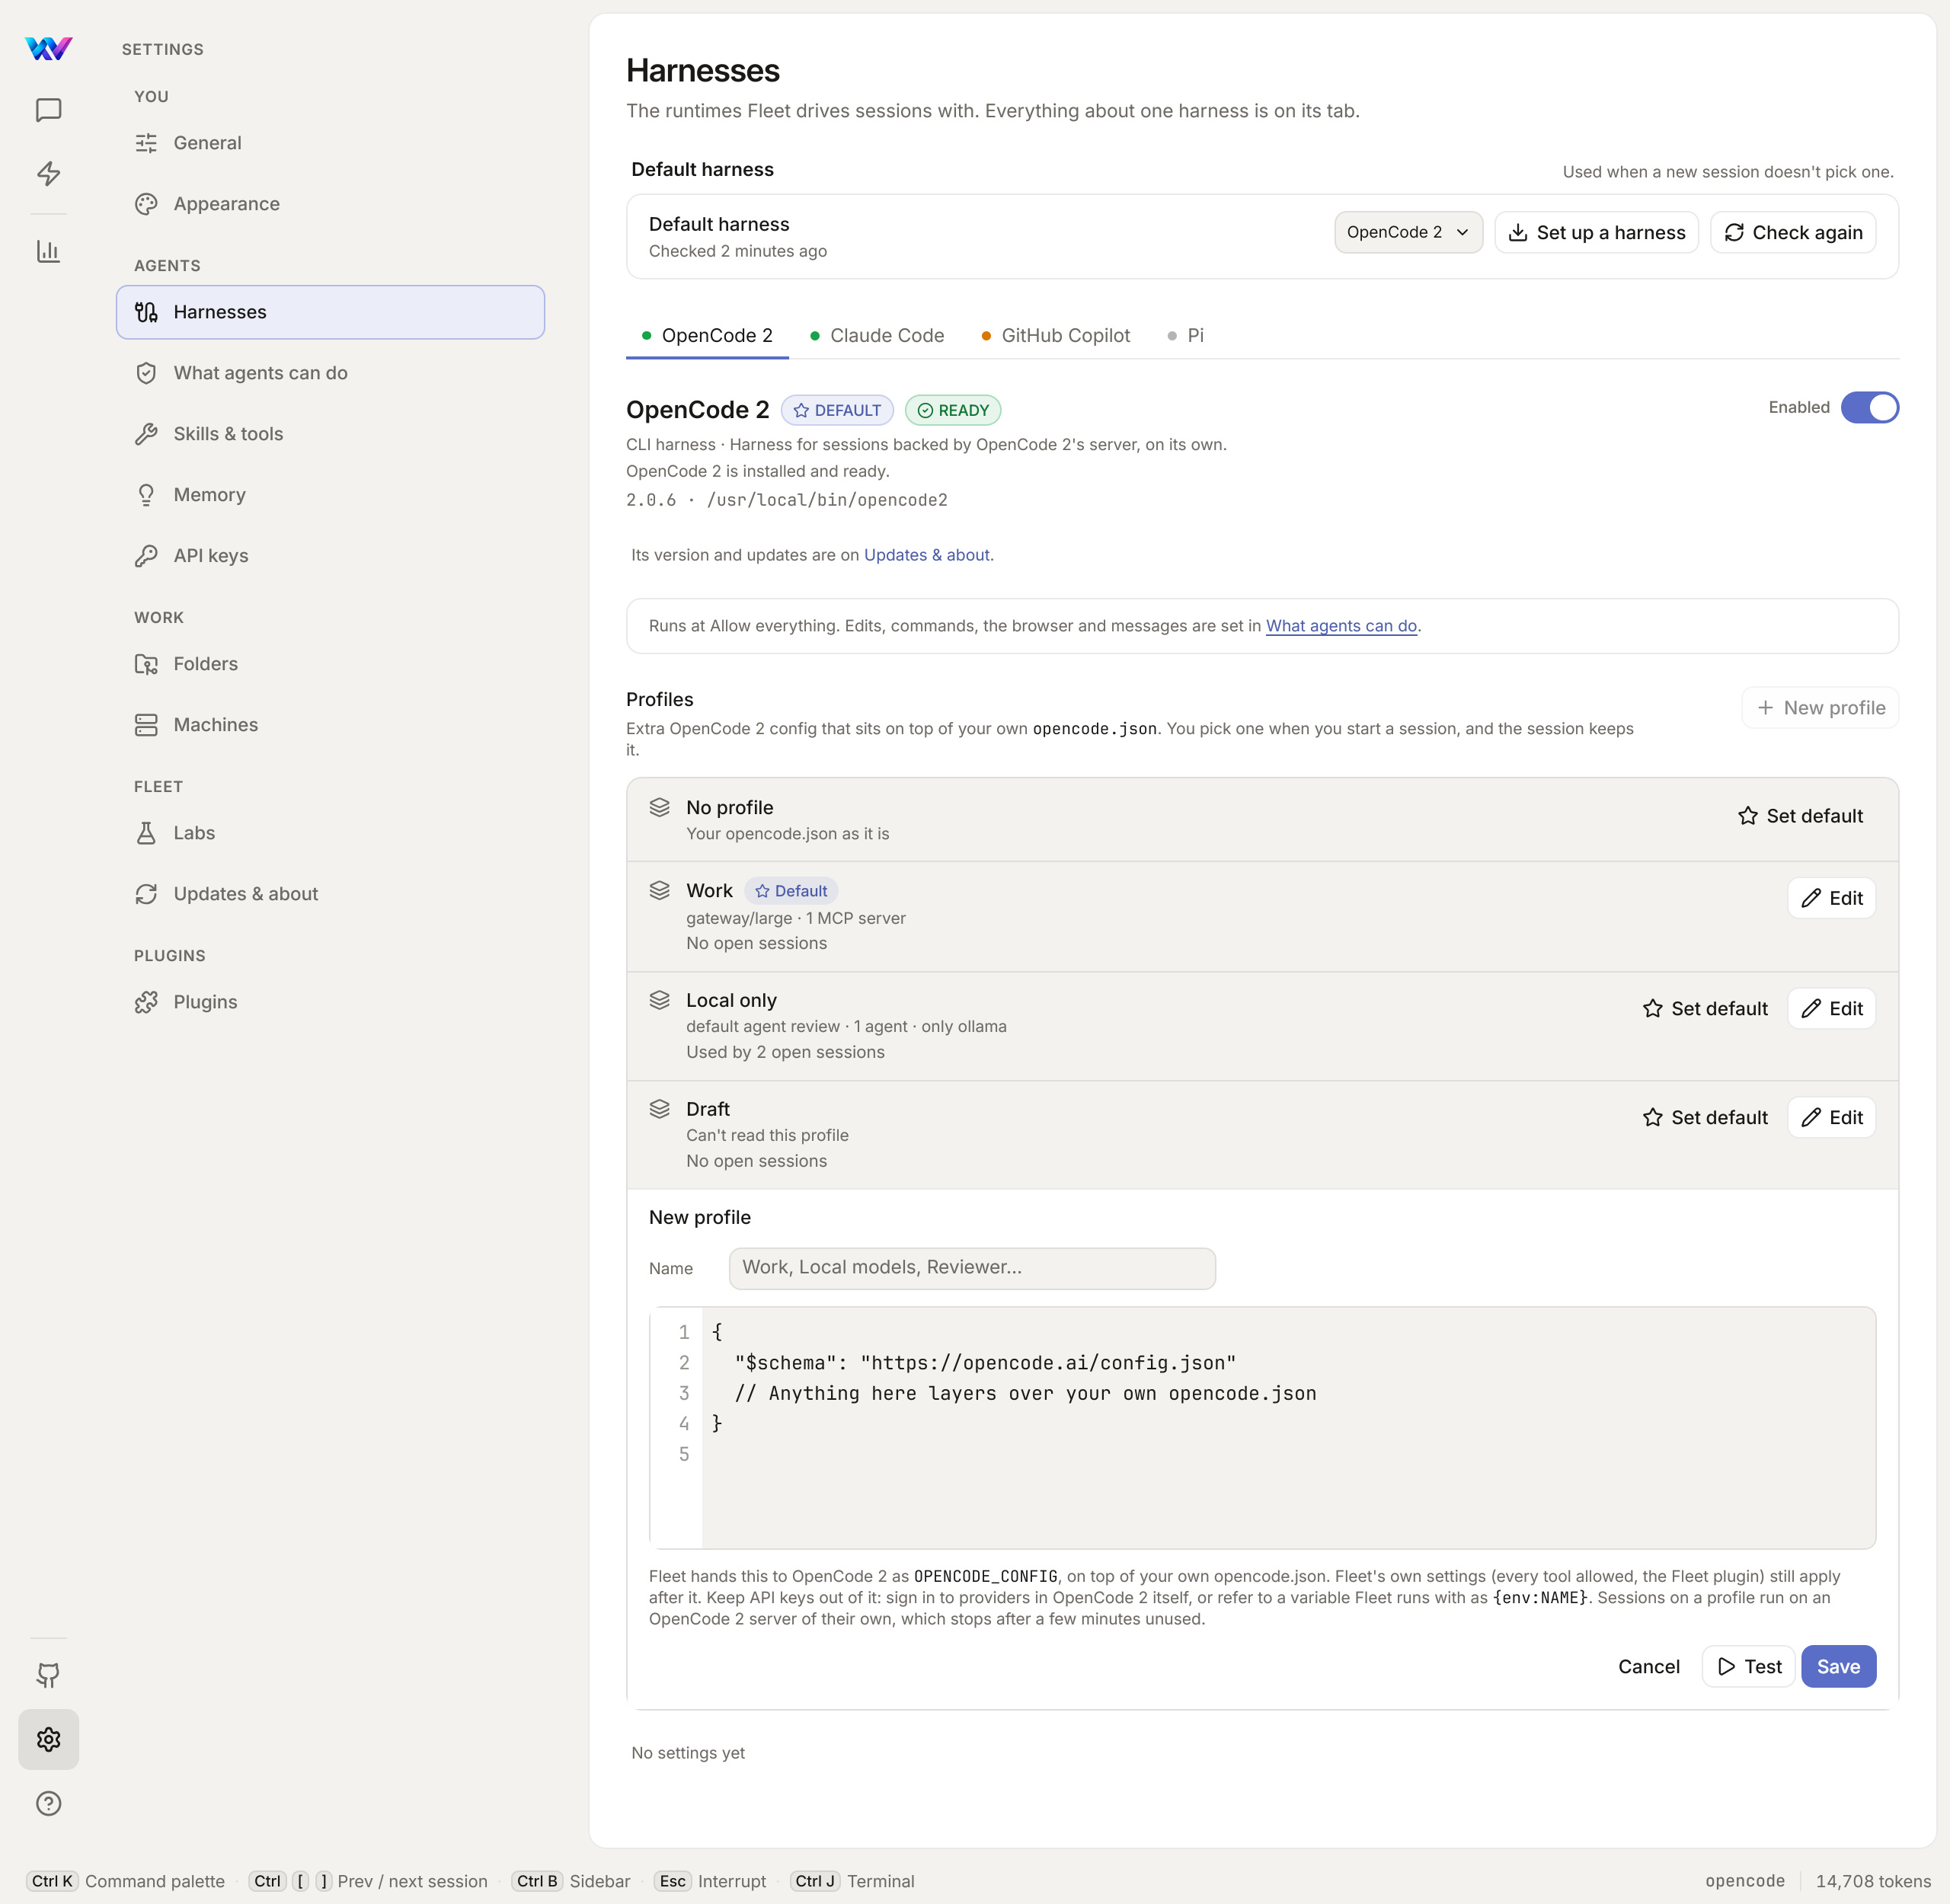 SETTINGS
YOU
General
Appearance
AGENTS
Harnesses
What agents can do
Skills & tools
Memory
API keys
WORK
Folders
Machines
FLEET
Labs
Updates & about
PLUGINS
Plugins
Harnesses
The runtimes Fleet drives sessions with. Everything about one harness is on its tab.
Default harness
Used when a new session doesn't pick one.
Default harness
Checked 2 minutes ago
OpenCode 2
Set up a harness
Check again
OpenCode 2
Claude Code
GitHub Copilot
Pi
OpenCode 2
DEFAULT
READY
Enabled
CLI harness · Harness for sessions backed by OpenCode 2's server, on its own.
OpenCode 2 is installed and ready.
2.0.6 · /usr/local/bin/opencode2
Its version and updates are on Updates & about.
Runs at Allow everything. Edits, commands, the browser and messages are set in What agents can do.
Profiles
New profile
Extra OpenCode 2 config that sits on top of your own opencode.json. You pick one when you start a session, and the session keeps
it.
No profile
Your opencode.json as it is
Set default
Work
Default
gateway/large · 1 MCP server
No open sessions
Edit
Local only
default agent review · 1 agent · only ollama
Used by 2 open sessions
Set default
Edit
Draft
Can't read this profile
No open sessions
Set default
Edit
New profile
Name
Work, Local models, Reviewer...
1 {
2 "$schema": "https://opencode.ai/config.json"
3 // Anything here layers over your own opencode.json
4 }
5
Fleet hands this to OpenCode 2 as OPENCODE_CONFIG, on top of your own opencode.json. Fleet's own settings (every tool allowed, the Fleet plugin) still apply
after it. Keep API keys out of it: sign in to providers in OpenCode 2 itself, or refer to a variable Fleet runs with as {env:NAME}. Sessions on a profile run on an
OpenCode 2 server of their own, which stops after a few minutes unused.
Cancel
Test
Save
No settings yet
Ctrl K Command palette · Ctrl [ ] Prev / next session · Ctrl B Sidebar · Esc Interrupt · Ctrl J Terminal
opencode
14,708 tokens